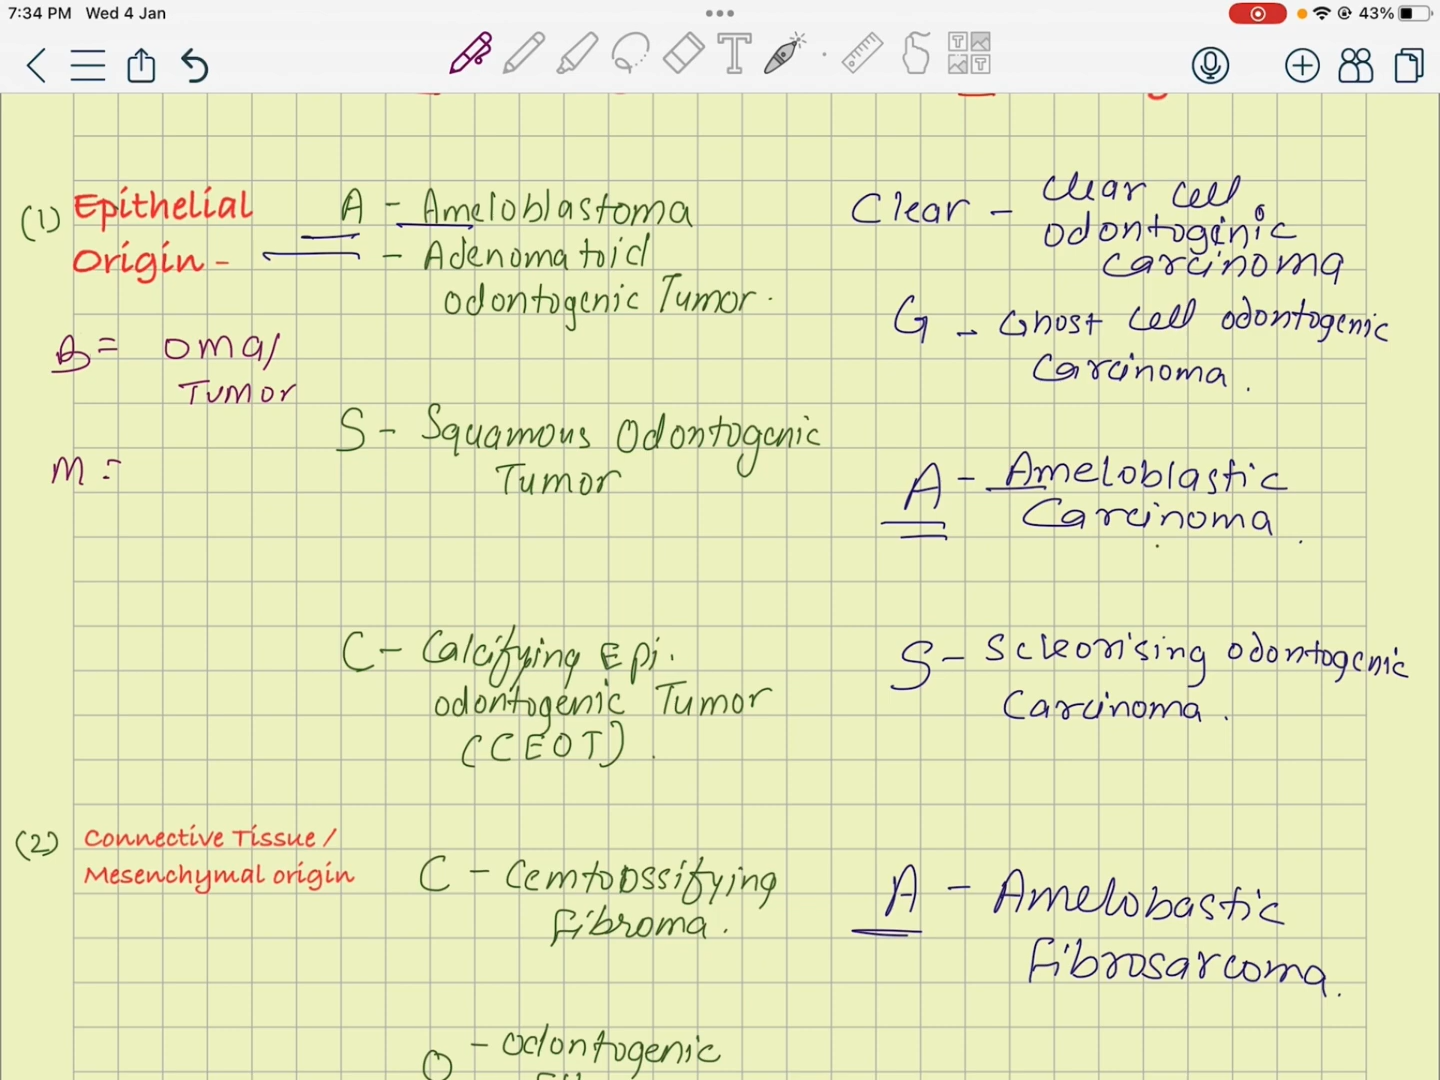 7:34 PM Wed 4 Jan
43%
(1) Epithelial
Origin -
A - Ameloblastoma
- Adenomatoid
odontogenic Tumor.
B = oma/
Tumor
M =
S - Squamous Odontogenic
Tumor
C - Calcifying Epi.
odontogenic Tumor
(CEOT).
Clear - Clear cell
odontogenic
carcinoma
G - Ghost cell odontogenic
Carcinoma.
A - Ameloblastic
Carcinoma.
S - Scleorising odontogenic
Carcinoma.
(2) Connective Tissue /
Mesenchymal origin
C - Cemtoossifying
Fibroma.
O - odontogenic
A - Amelobastic
Fibrosarcoma.